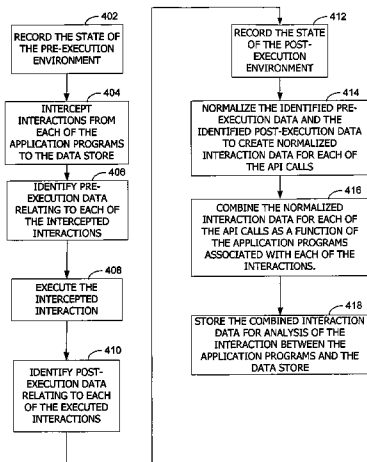 402
RECORD THE STATE OF
THE PRE-EXECUTION
ENVIRONMENT
404
INTERCEPT
INTERACTIONS FROM
EACH OF THE
APPLICATION PROGRAMS
TO THE DATA STORE
406
IDENTIFY PRE-
EXECUTION DATA
RELATING TO EACH OF
THE INTERCEPTED
INTERACTIONS
408
EXECUTE THE
INTERCEPTED
INTERACTION
410
IDENTIFY POST-
EXECUTION DATA
RELATING TO EACH
OF THE EXECUTED
INTERACTIONS
412
RECORD THE STATE
OF THE POST-
EXECUTION
ENVIRONMENT
414
NORMALIZE THE IDENTIFIED PRE-
EXECUTION DATA AND THE
IDENTIFIED POST-EXECUTION DATA
TO CREATE NORMALIZED
INTERACTION DATA FOR EACH OF
THE API CALLS
416
COMBINE THE NORMALIZED
INTERACTION DATA FOR EACH OF
THE API CALLS AS A FUNCTION OF
THE APPLICATION PROGRAMS
ASSOCIATED WITH EACH OF THE
INTERACTIONS.
418
STORE THE COMBINED INTERACTION
DATA FOR ANALYSIS OF THE
INTERACTION BETWEEN THE
APPLICATION PROGRAMS AND THE
DATA STORE